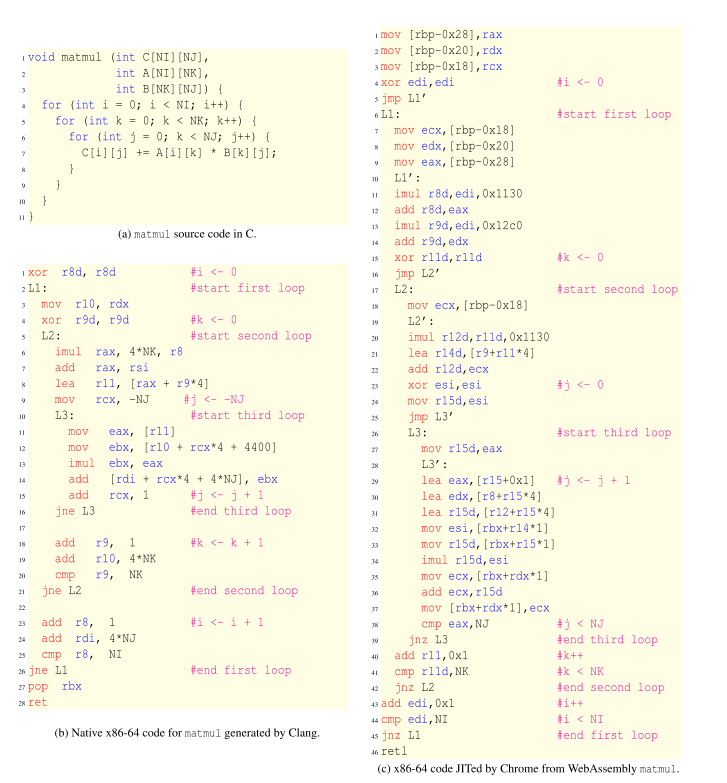 1 void matmul (int C[NI][NJ],
2 int A[NI][NK],
3 int B[NK][NJ]) {
4 for (int i = 0; i < NI; i++) {
5 for (int k = 0; k < NK; k++) {
6 for (int j = 0; k < NJ; j++) {
7 C[i][j] += A[i][k] * B[k][j];
8 }
9 }
10 }
11 }
(a) matmul source code in C.
1 xor r8d, r8d #i <- 0
2 L1: #start first loop
3 mov r10, rdx
4 xor r9d, r9d #k <- 0
5 L2: #start second loop
6 imul rax, 4*NK, r8
7 add rax, rsi
8 lea r11, [rax + r9*4]
9 mov rcx, -NJ #j <- -NJ
10 L3: #start third loop
11 mov eax, [r11]
12 mov ebx, [r10 + rcx*4 + 4400]
13 imul ebx, eax
14 add [rdi + rcx*4 + 4*NJ], ebx
15 add rcx, 1 #j <- j + 1
16 jne L3 #end third loop
17
18 add r9, 1 #k <- k + 1
19 add r10, 4*NK
20 cmp r9, NK
21 jne L2 #end second loop
22
23 add r8, 1 #i <- i + 1
24 add rdi, 4*NJ
25 cmp r8, NI
26 jne L1 #end first loop
27 pop rbx
28 ret
(b) Native x86-64 code for matmul generated by Clang.
1 mov [rbp-0x28],rax
2 mov [rbp-0x20],rdx
3 mov [rbp-0x18],rcx
4 xor edi,edi #i <- 0
5 jmp L1'
6 L1: #start first loop
7 mov ecx,[rbp-0x18]
8 mov edx,[rbp-0x20]
9 mov eax,[rbp-0x28]
10 L1':
11 imul r8d,edi,0x1130
12 add r8d,eax
13 imul r9d,edi,0x12c0
14 add r9d,edx
15 xor r11d,r11d #k <- 0
16 jmp L2'
17 L2: #start second loop
18 mov ecx,[rbp-0x18]
19 L2':
20 imul r12d,r11d,0x1130
21 lea r14d,[r9+r11*4]
22 add r12d,ecx
23 xor esi,esi #j <- 0
24 mov r15d,esi
25 jmp L3'
26 L3: #start third loop
27 mov r15d,eax
28 L3':
29 lea eax,[r15+0x1] #j <- j + 1
30 lea edx,[r8+r15*4]
31 lea r15d,[r12+r15*4]
32 mov esi,[rbx+r14*1]
33 mov r15d,[rbx+r15*1]
34 imul r15d,esi
35 mov ecx,[rbx+rdx*1]
36 add ecx,r15d
37 mov [rbx+rdx*1],ecx
38 cmp eax,NJ #j < NJ
39 jnz L3 #end third loop
40 add r11,0x1 #k++
41 cmp r11d,NK #k < NK
42 jnz L2 #end second loop
43 add edi,0x1 #i++
44 cmp edi,NI #i < NI
45 jnz L1 #end first loop
46 retl
(c) x86-64 code JITed by Chrome from WebAssembly matmul.